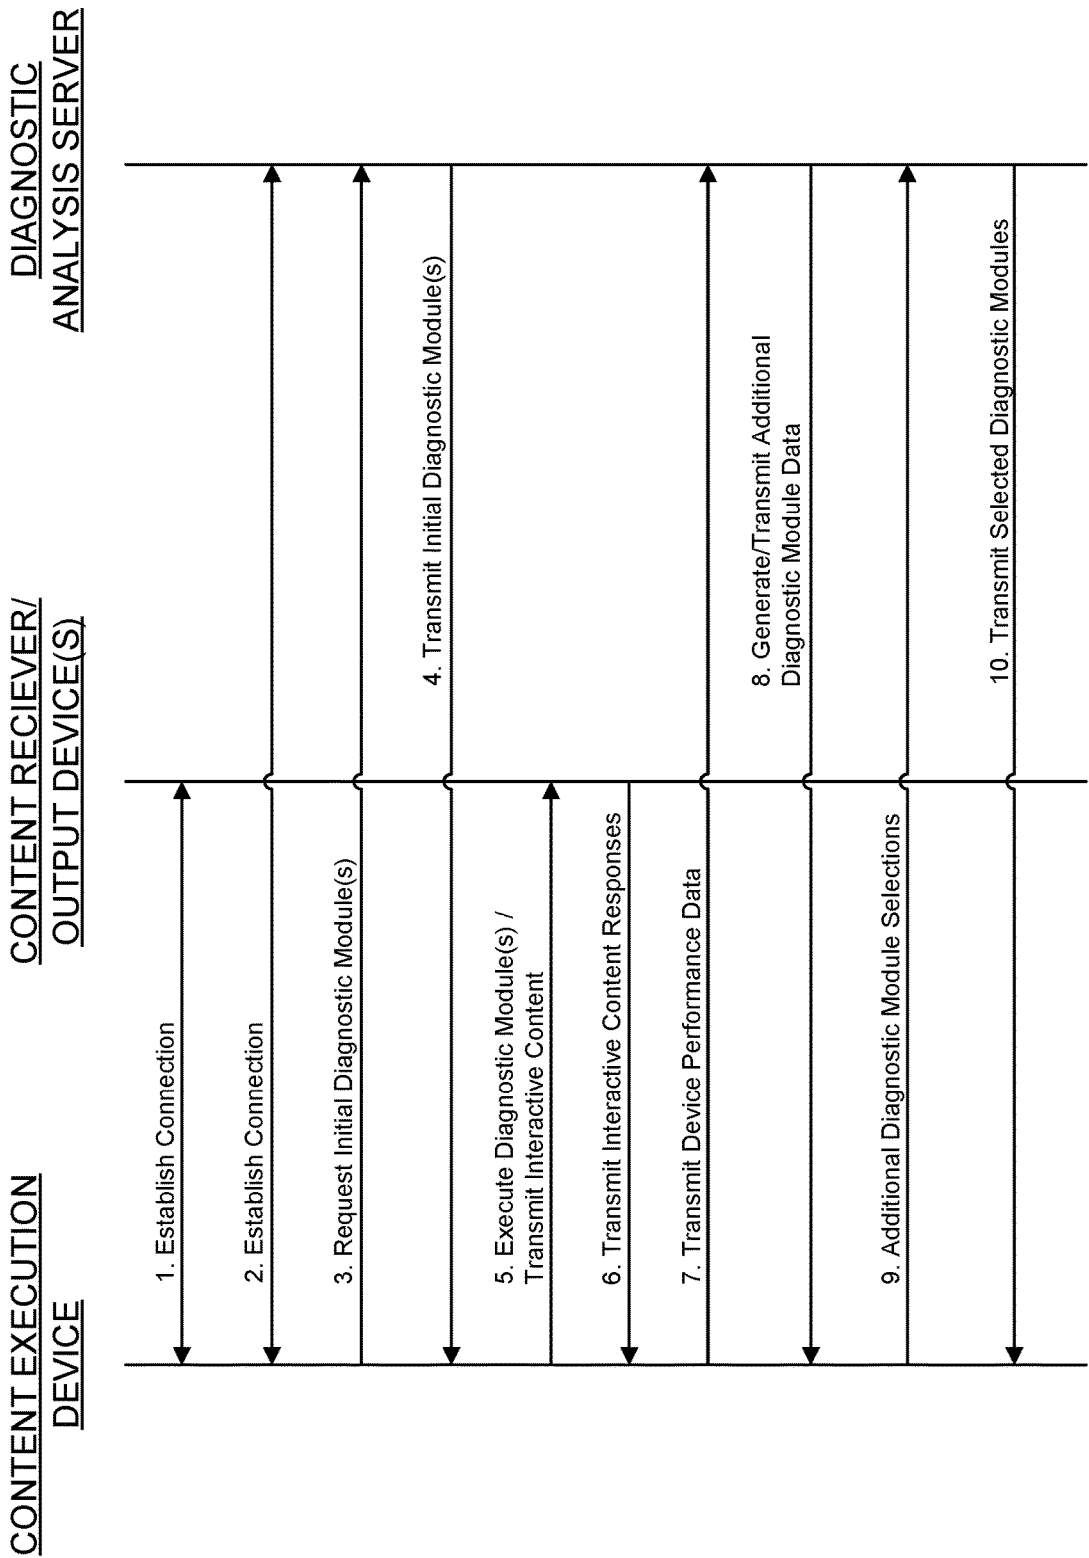 CONTENT EXECUTION
DEVICE
CONTENT RECIEVER/
OUTPUT DEVICE(S)
DIAGNOSTIC
ANALYSIS SERVER
1. Establish Connection
2. Establish Connection
3. Request Initial Diagnostic Module(s)
4. Transmit Initial Diagnostic Module(s)
5. Execute Diagnostic Module(s) /
Transmit Interactive Content
6. Transmit Interactive Content Responses
7. Transmit Device Performance Data
8. Generate/Transmit Additional
Diagnostic Module Data
9. Additional Diagnostic Module Selections
10. Transmit Selected Diagnostic Modules